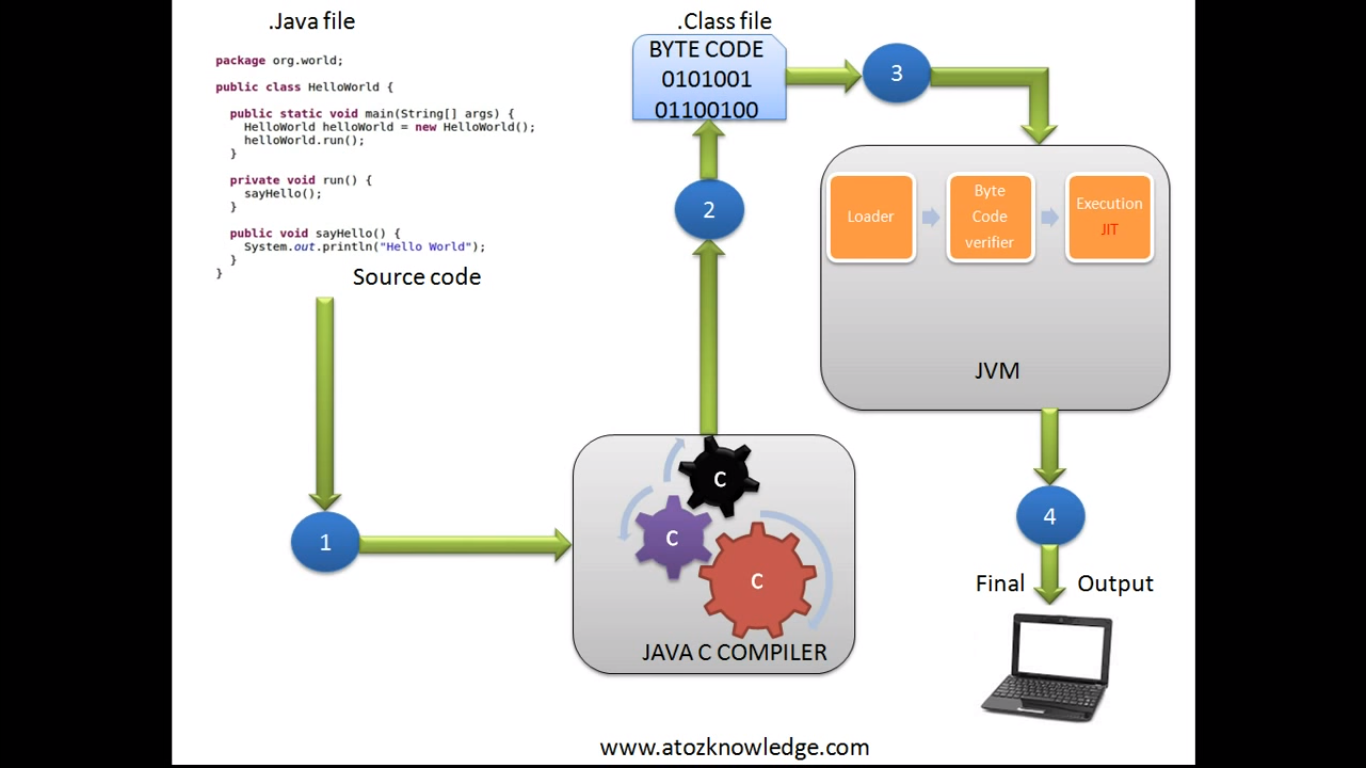 .Java file
package org.world;
public class HelloWorld {
public static void main(String[] args) {
HelloWorld helloWorld = new HelloWorld();
helloWorld.run();
}
private void run() {
sayHello();
}
public void sayHello() {
System.out.println("Hello World");
}
}
Source code
1
JAVA C COMPILER
C
C
C
2
.Class file
BYTE CODE
0101001
01100100
3
Loader
Byte
Code
verifier
Execution
JIT
JVM
4
Final Output
www.atozknowledge.com